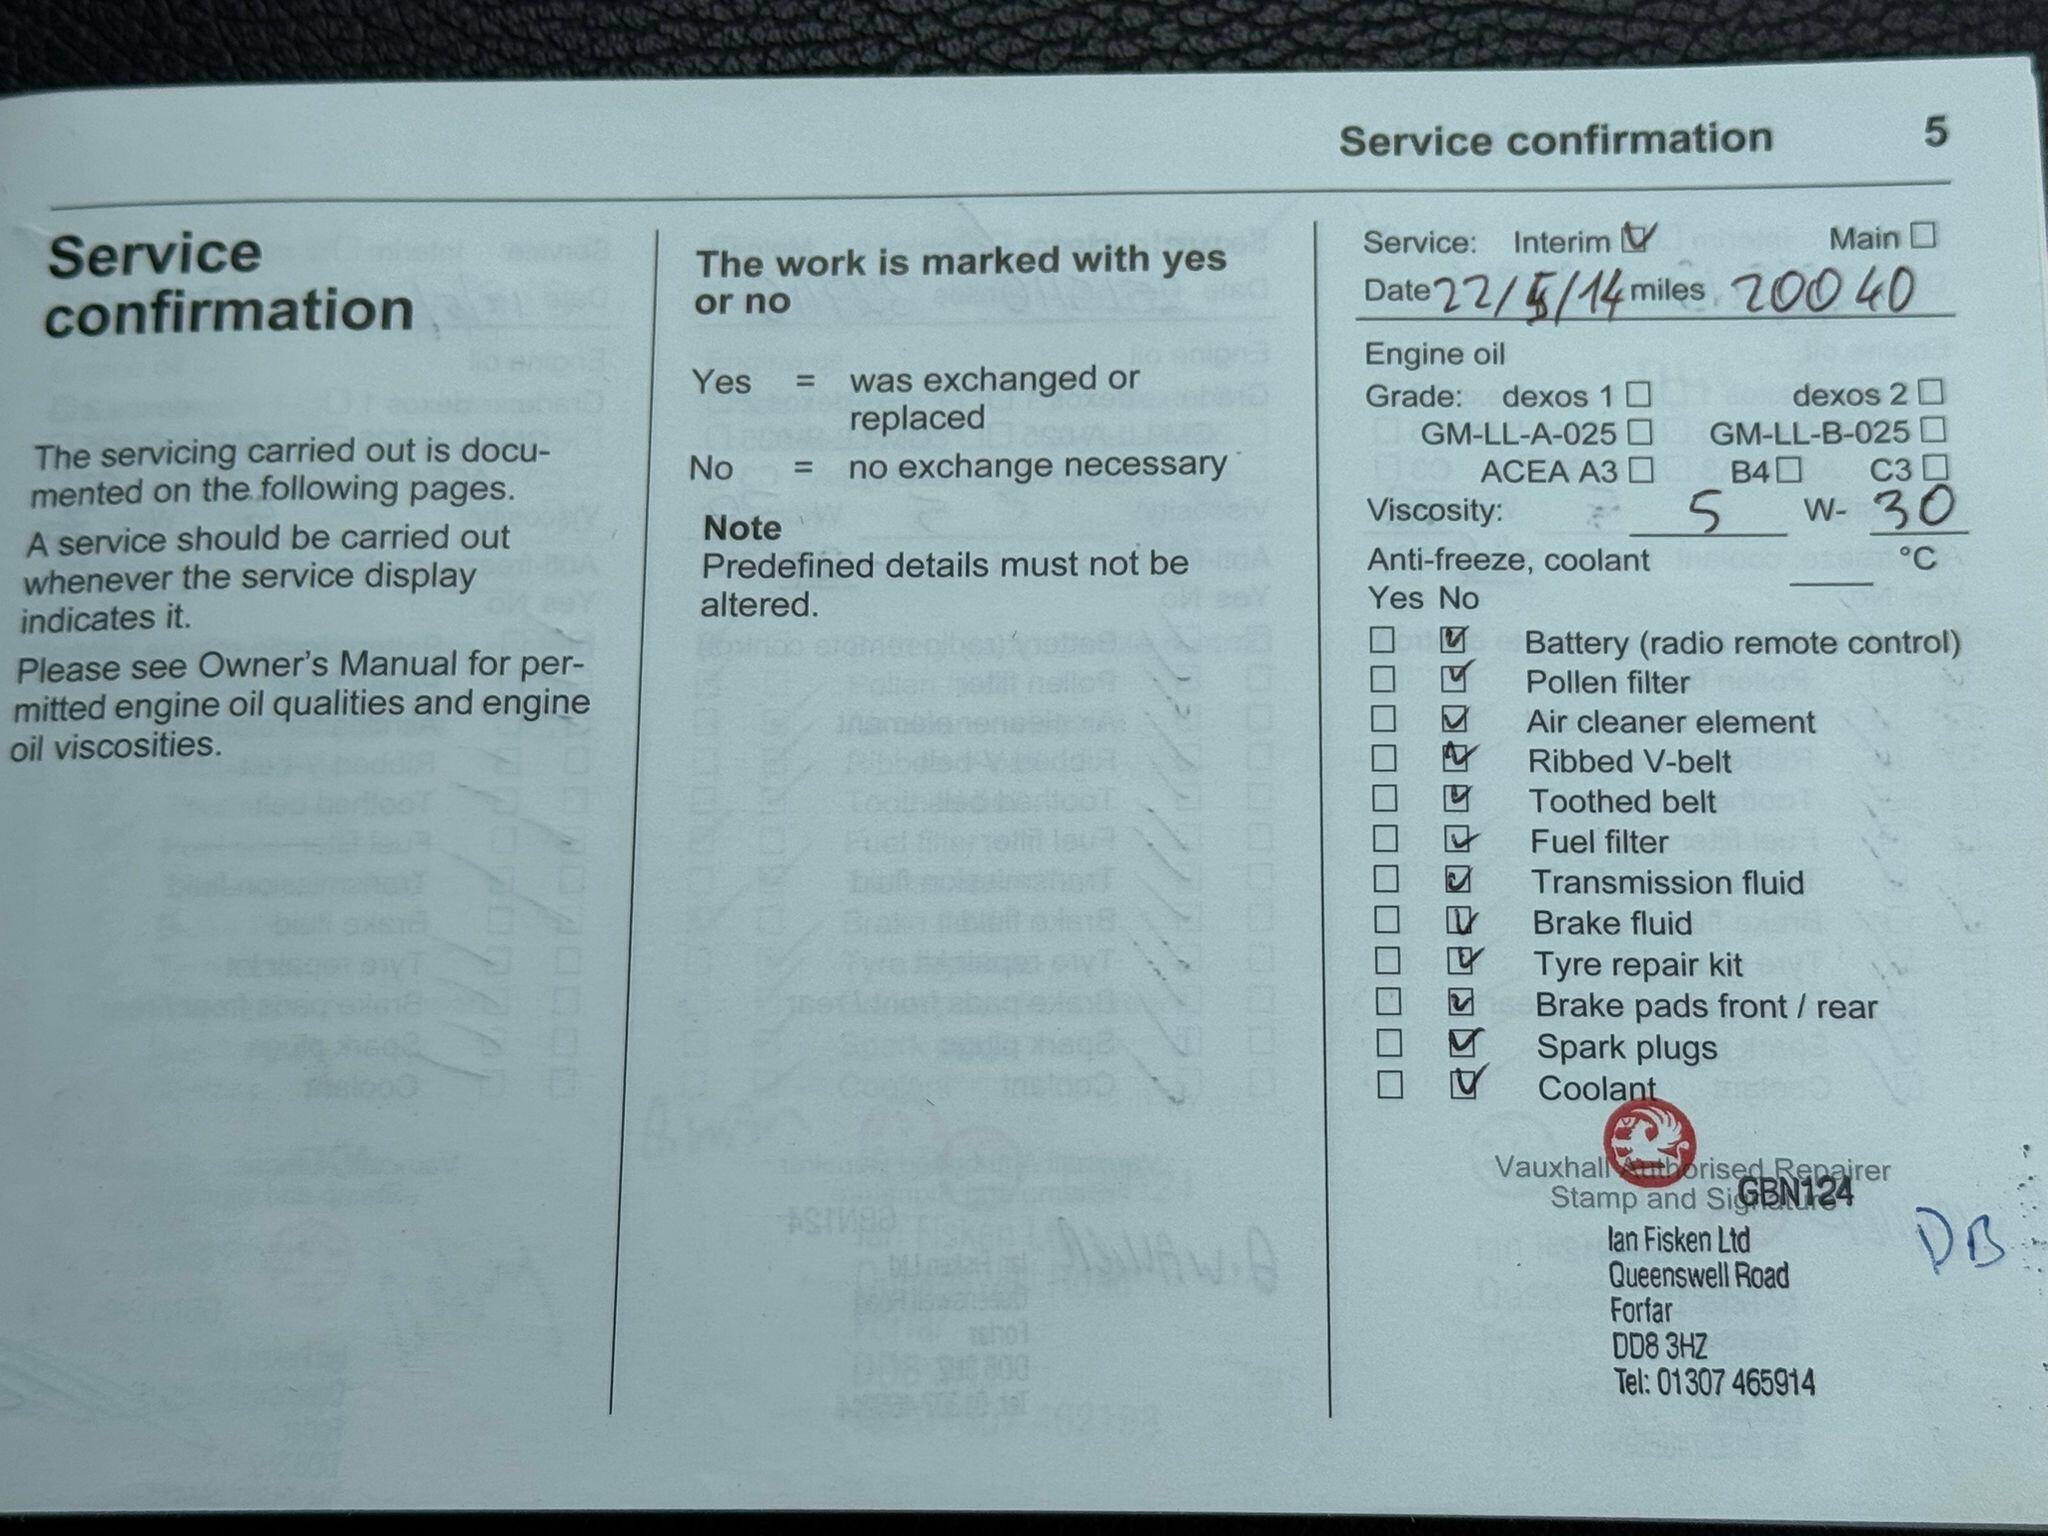 Service confirmation 5
Service
confirmation
The servicing carried out is docu-
mented on the following pages.
A service should be carried out
whenever the service display
indicates it.
Please see Owner's Manual for per-
mitted engine oil qualities and engine
oil viscosities.
The work is marked with yes
or no
Yes = was exchanged or
replaced
No = no exchange necessary
Note
Predefined details must not be
altered.
Service: Interim Main
Date 22/5/14 miles 20040
Engine oil
Grade: dexos 1 dexos 2
GM-LL-A-025 GM-LL-B-025
ACEA A3 B4 C3
Viscosity: 5 W- 30
Anti-freeze, coolant °C
Yes No
Battery (radio remote control)
Pollen filter
Air cleaner element
Ribbed V-belt
Toothed belt
Fuel filter
Transmission fluid
Brake fluid
Tyre repair kit
Brake pads front / rear
Spark plugs
Coolant
Vauxhall Authorised Repairer
Stamp and Signature
GBN124
Ian Fisken Ltd
Queenswell Road
Forfar
DD8 3HZ
Tel: 01307 465914
DB